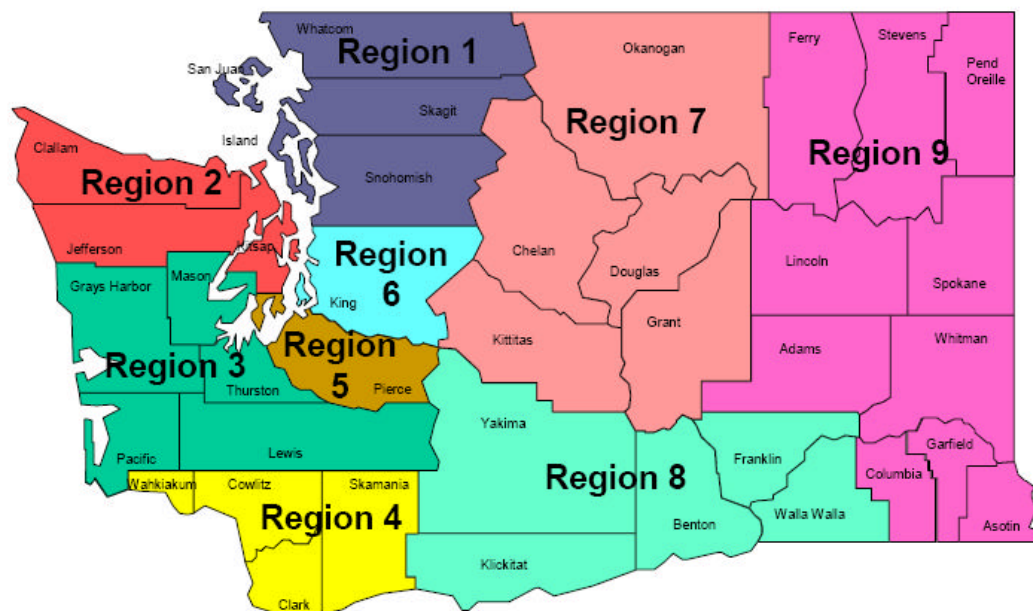 Whatcom
Region 1
San Juan
Skagit
Island
Snohomish
Okanogan
Region 7
Ferry
Stevens
Pend
Oreille
Region 9
Clallam
Region 2
Jefferson
Kitsap
Mason
Grays Harbor
Region
6
King
Chelan
Douglas
Lincoln
Spokane
Grant
Kittitas
Adams
Whitman
Region 3
Thurston
Region
5
Pierce
Pacific
Lewis
Yakima
Region 8
Franklin
Benton
Walla Walla
Columbia
Garfield
Asotin
Wahkiakum
Cowlitz
Skamania
Region 4
Clark
Klickitat